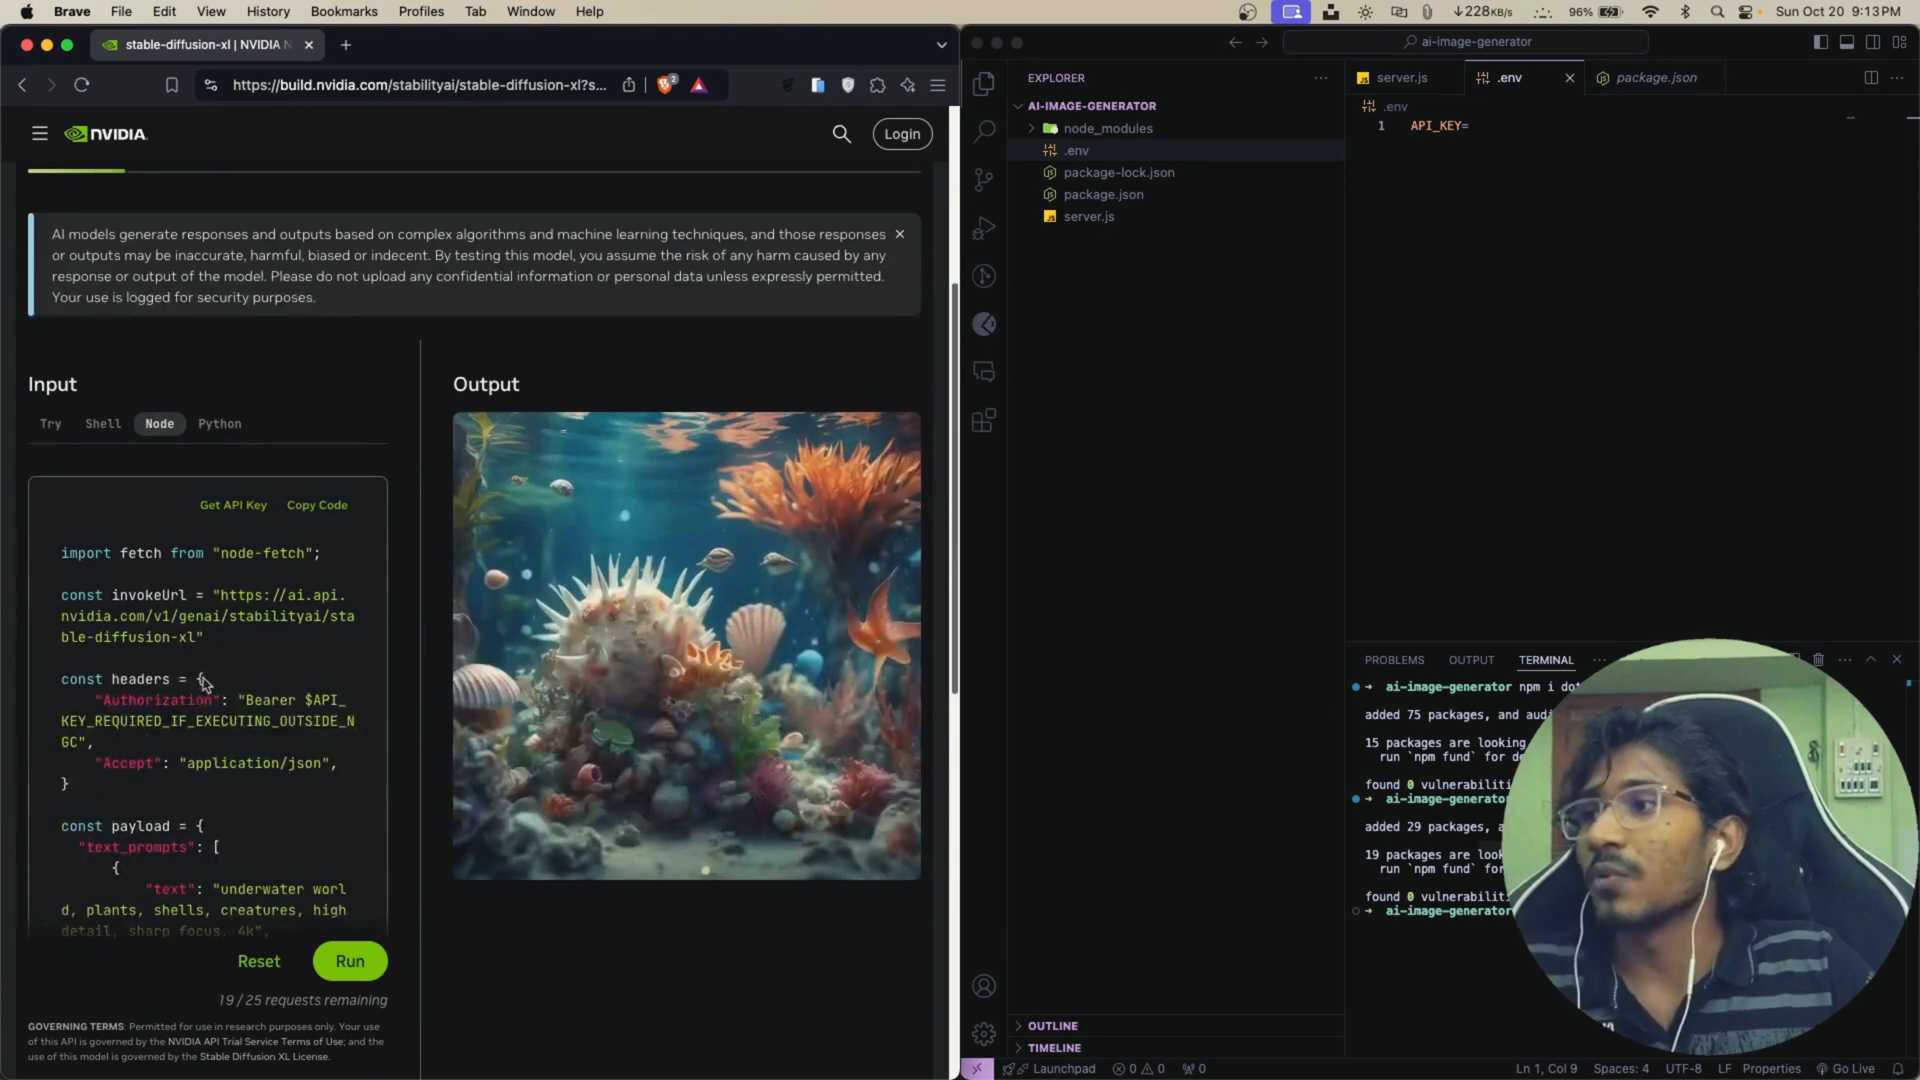 Brave File Edit View History Bookmarks Profiles Tab Window Help
228KB/s 96% Sun Oct 20 9:13PM
stable-diffusion-xl | NVIDIA N
https://build.nvidia.com/stabilityai/stable-diffusion-xl?s...
2
NVIDIA.
Login
AI models generate responses and outputs based on complex algorithms and machine learning techniques, and those responses
or outputs may be inaccurate, harmful, biased or indecent. By testing this model, you assume the risk of any harm caused by any
response or output of the model. Please do not upload any confidential information or personal data unless expressly permitted.
Your use is logged for security purposes.
Input
Try Shell Node Python
Get API Key Copy Code
import fetch from "node-fetch";
const invokeUrl = "https://ai.api.
nvidia.com/v1/genai/stabilityai/sta
ble-diffusion-xl"
const headers = {
"Authorization": "Bearer $API_
KEY_REQUIRED_IF_EXECUTING_OUTSIDE_N
GC",
"Accept": "application/json",
}
const payload = {
"text_prompts": [
{
"text": "underwater worl
d, plants, shells, creatures, high
detail, sharp focus, 4k",
Reset Run
19 / 25 requests remaining
GOVERNING TERMS: Permitted for use in research purposes only. Your use
of this API is governed by the NVIDIA API Trial Service Terms of Use; and the
use of this model is governed by the Stable Diffusion XL License.
Output
ai-image-generator
EXPLORER
AI-IMAGE-GENERATOR
node_modules
.env
package-lock.json
package.json
server.js
OUTLINE
TIMELINE
server.js .env package.json
.env
1 API_KEY=
PROBLEMS OUTPUT TERMINAL
ai-image-generator npm i
added 75 packages, and
15 packages are looking
run `npm fund` for
found 0
ai-image-generator
added 29 packages,
19 packages are
run `npm fund` for
found 0
ai-image-generator
Launchpad 0 0 0 Ln 1, Col 9 Spaces: 4 UTF-8 LF Properties Go Live